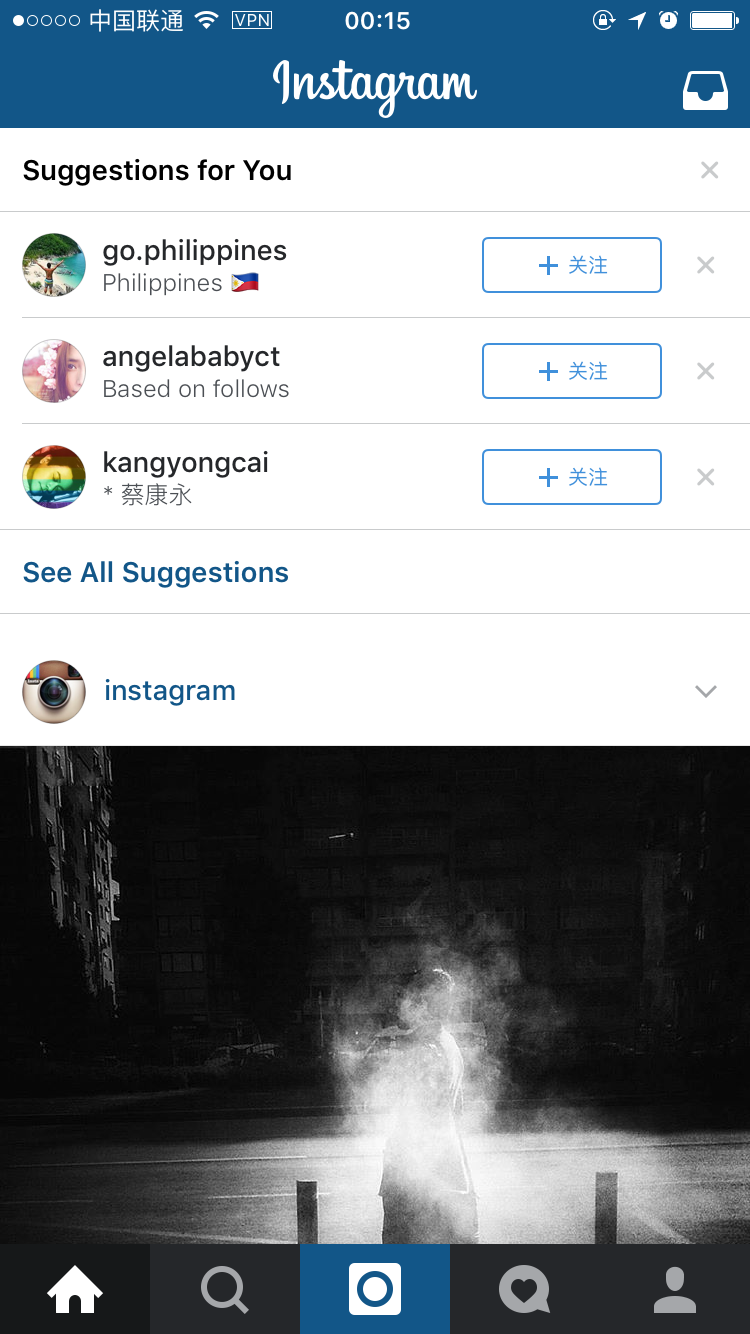 中国联通 VPN 00:15
Instagram
Suggestions for You
go.philippines
Philippines 🇵🇭
+ 关注
angelababyct
Based on follows
+ 关注
kangyongcai
* 蔡康永
+ 关注
See All Suggestions
instagram